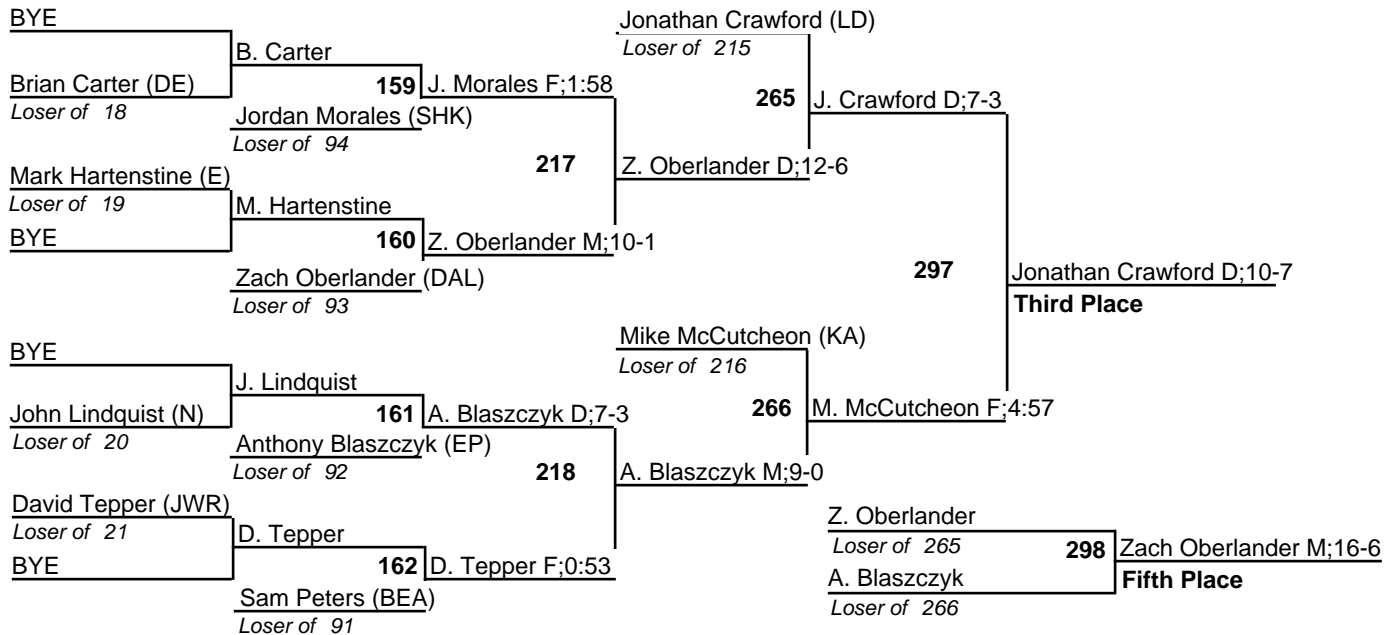 BYE
Jonathan Crawford (LD)
Loser of 215
B. Carter
Brian Carter (DE)
159 J. Morales F;1:58
265 J. Crawford D;7-3
Loser of 18
Jordan Morales (SHK)
Loser of 94
217 Z. Oberlander D;12-6
Mark Hartenstine (E)
Loser of 19
M. Hartenstine
BYE
160 Z. Oberlander M;10-1
Zach Oberlander (DAL)
Loser of 93
297 Jonathan Crawford D;10-7
Third Place
Mike McCutcheon (KA)
Loser of 216
BYE
J. Lindquist
John Lindquist (N)
161 A. Blaszczyk D;7-3
266 M. McCutcheon F;4:57
Loser of 20
Anthony Blaszczyk (EP)
Loser of 92
218 A. Blaszczyk M;9-0
David Tepper (JWR)
Loser of 21
D. Tepper
BYE
162 D. Tepper F;0:53
Sam Peters (BEA)
Loser of 91
Z. Oberlander
Loser of 265
298 Zach Oberlander M;16-6
A. Blaszczyk
Fifth Place
Loser of 266